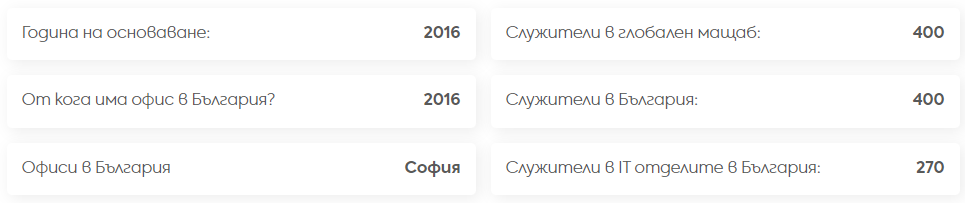 Година на основаване: 2016
Служители в глобален мащаб: 400
От кога има офис в България? 2016
Служители в България: 400
Офиси в България София
Служители в IT отделите в България: 270